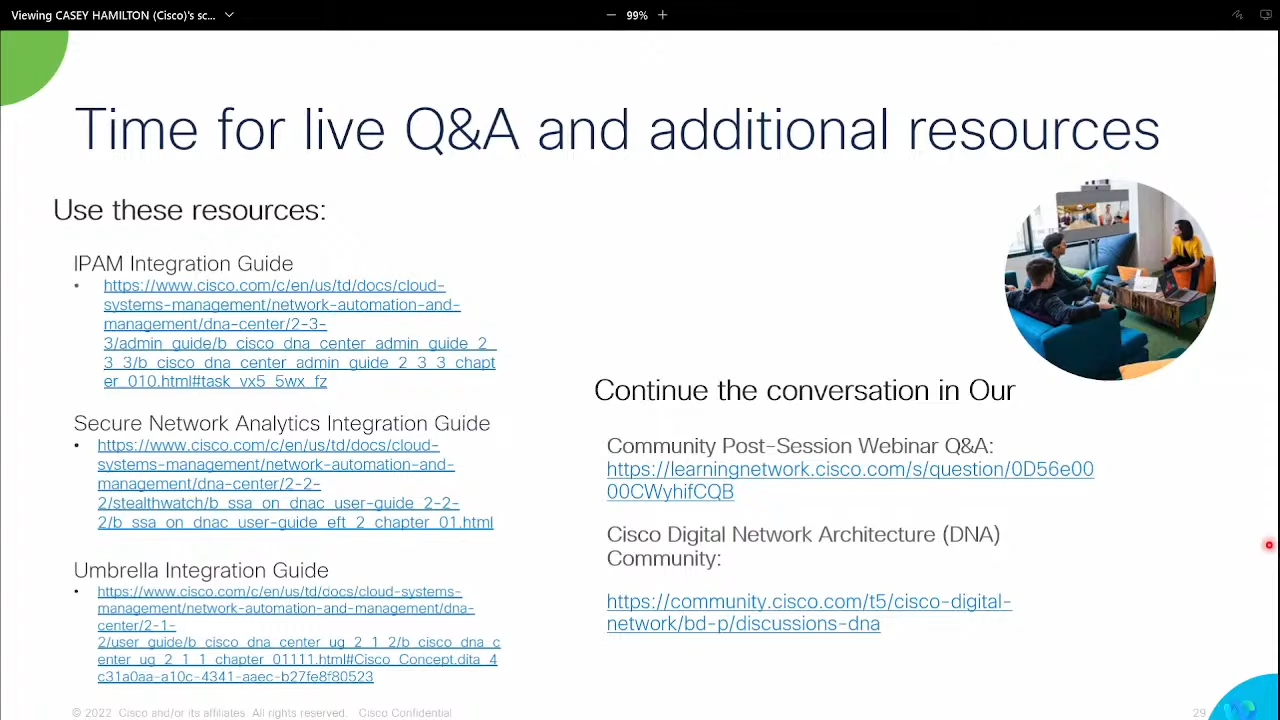 Viewing CASEY HAMILTON (Cisco)'s sc...
99%
Time for live Q&A and additional resources
Use these resources:
IPAM Integration Guide
• https://www.cisco.com/c/en/us/td/docs/cloud-
systems-management/network-automation-and-
management/dna-center/2-3-
3/admin_guide/b_cisco_dna_center_admin_guide_2_
3_3/b_cisco_dna_center_admin_guide_2_3_3_chapt
er_010.html#task_vx5_5wx_fz
Secure Network Analytics Integration Guide
• https://www.cisco.com/c/en/us/td/docs/cloud-
systems-management/network-automation-and-
management/dna-center/2-2-
2/stealthwatch/b_ssa_on_dnac_user-guide_2-2-
2/b_ssa_on_dnac_user-guide_eft_2_chapter_01.html
Umbrella Integration Guide
• https://www.cisco.com/c/en/us/td/docs/cloud-systems-
management/network-automation-and-management/dna-
center/2-1-
2/user_guide/b_cisco_dna_center_ug_2_1_2/b_cisco_dna_c
enter_ug_2_1_1_chapter_01111.html#Cisco_Concept.dita_4
c31a0aa-a10c-4341-aaec-b27fe8f80523
Continue the conversation in Our
Community Post-Session Webinar Q&A:
https://learningnetwork.cisco.com/s/question/0D56e00
00CWyhifCQB
Cisco Digital Network Architecture (DNA)
Community:
https://community.cisco.com/t5/cisco-digital-
network/bd-p/discussions-dna
© 2022 Cisco and/or its affiliates. All rights reserved. Cisco Confidential
29